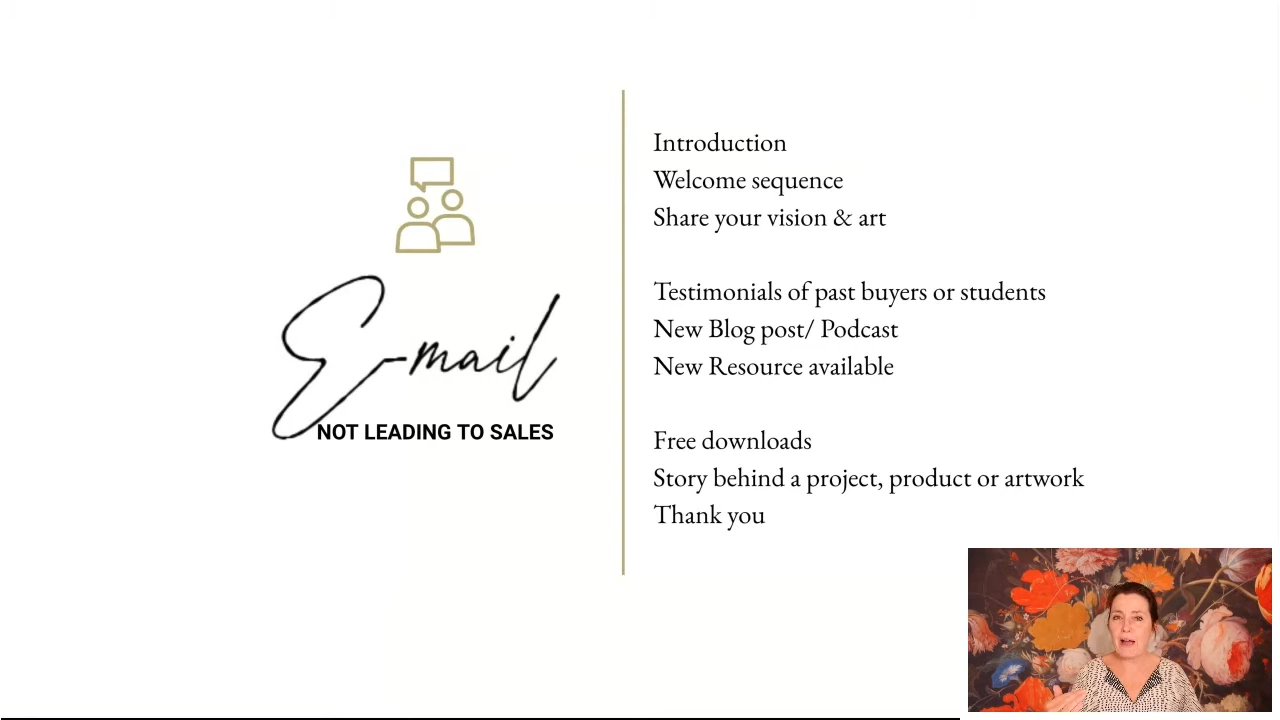 E-mail
NOT LEADING TO SALES
Introduction
Welcome sequence
Share your vision & art
Testimonials of past buyers or students
New Blog post/ Podcast
New Resource available
Free downloads
Story behind a project, product or artwork
Thank you